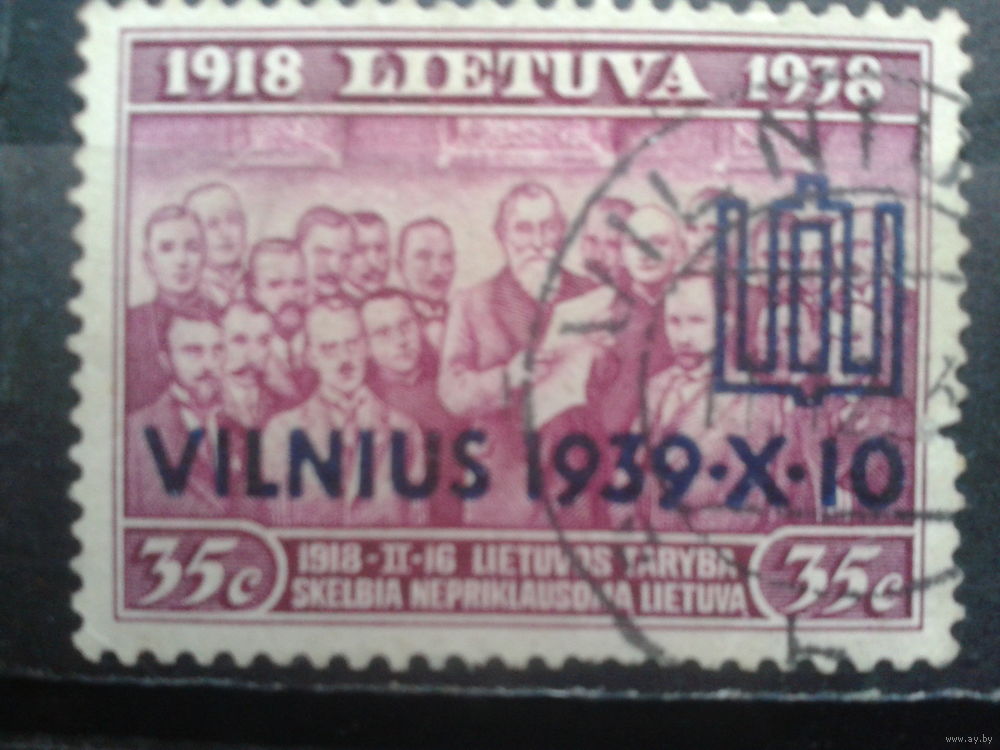 1918 LIETUVA 1938
VILNIUS 1939·X·10
35c 1918·II·16 LIETUVOS TARYBA 35c
SKELBIA NEPRIKLAUSOMA LIETUVA
www.ay.by